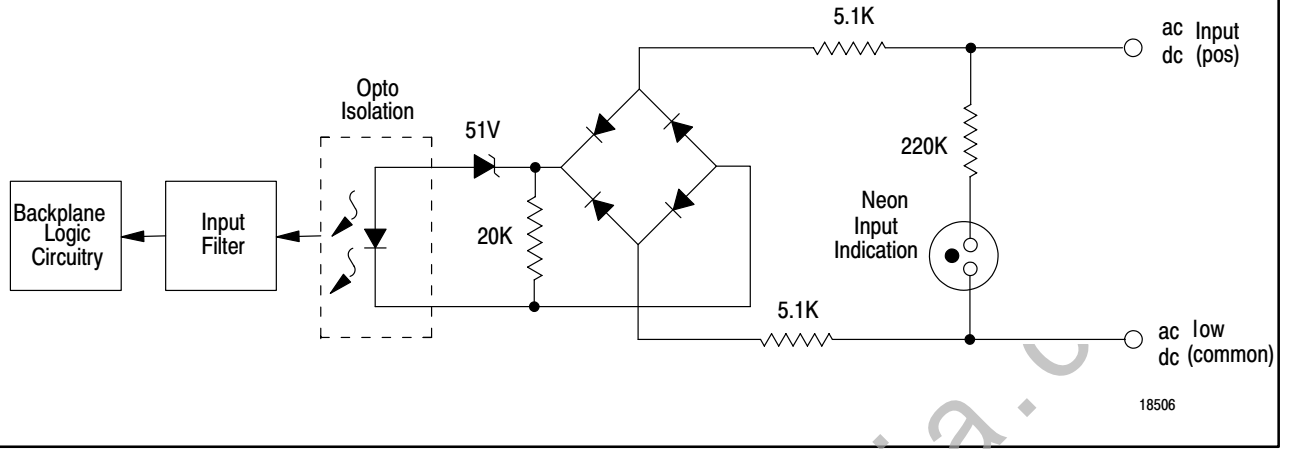 5.1K
ac Input
dc (pos)
Opto
Isolation
51V
220K
Neon
Input
Indication
Backplane
Logic
Circuitry
Input
Filter
20K
5.1K
ac low
dc (common)
18506